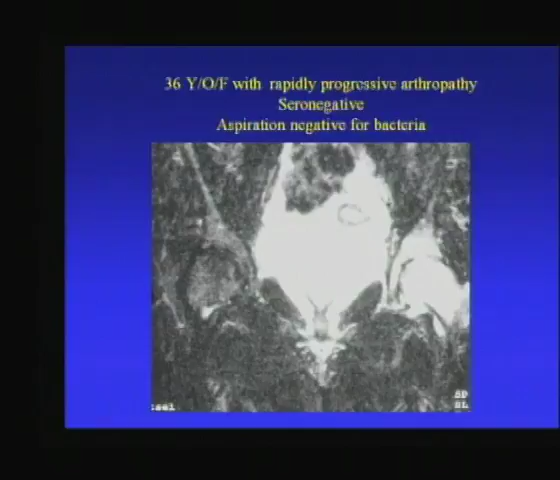 36 Y/O/F with rapidly progressive arthropathy
Seronegative
Aspiration negative for bacteria